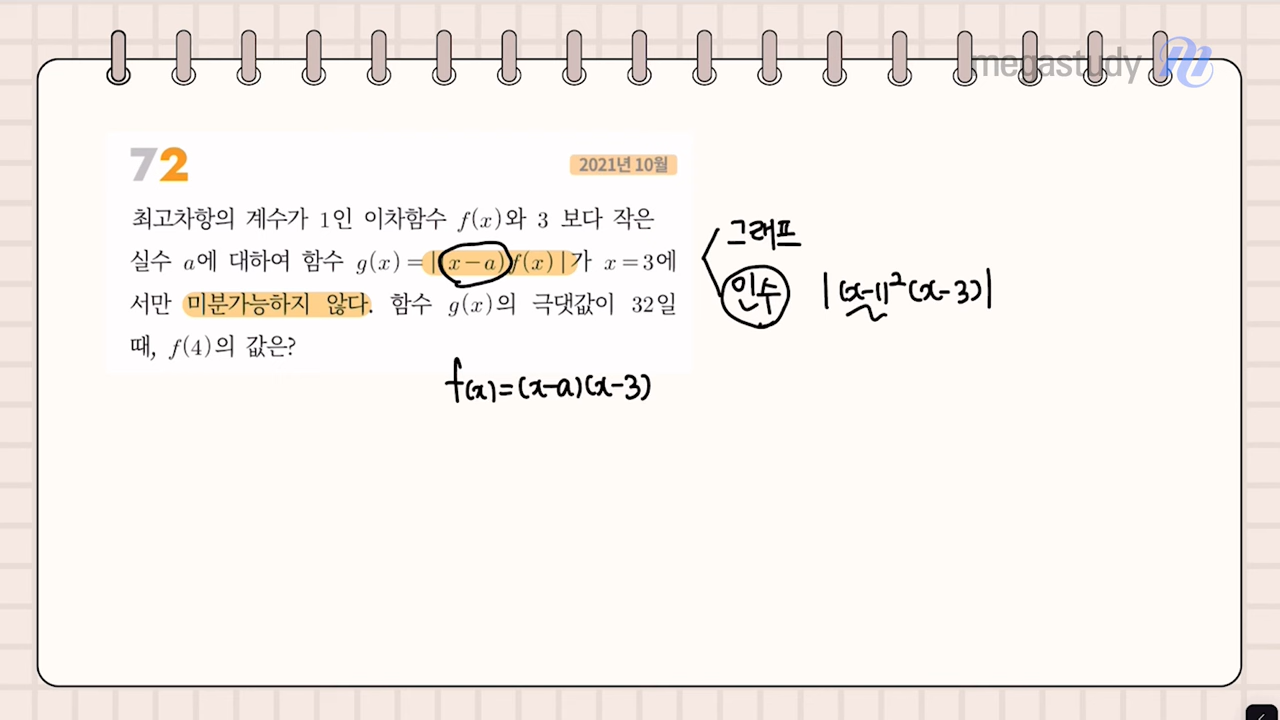 megastudy
72
2021년 10월
최고차항의 계수가 1인 이차함수 f(x)와 3 보다 작은
실수 a에 대하여 함수 g(x)=|(x-a)f(x)|가 x=3에
서만 미분가능하지 않다. 함수 g(x)의 극댓값이 32일
때, f(4)의 값은?
그래프
인수 |(x-1)²(x-3)|
f(x)=(x-a)(x-3)